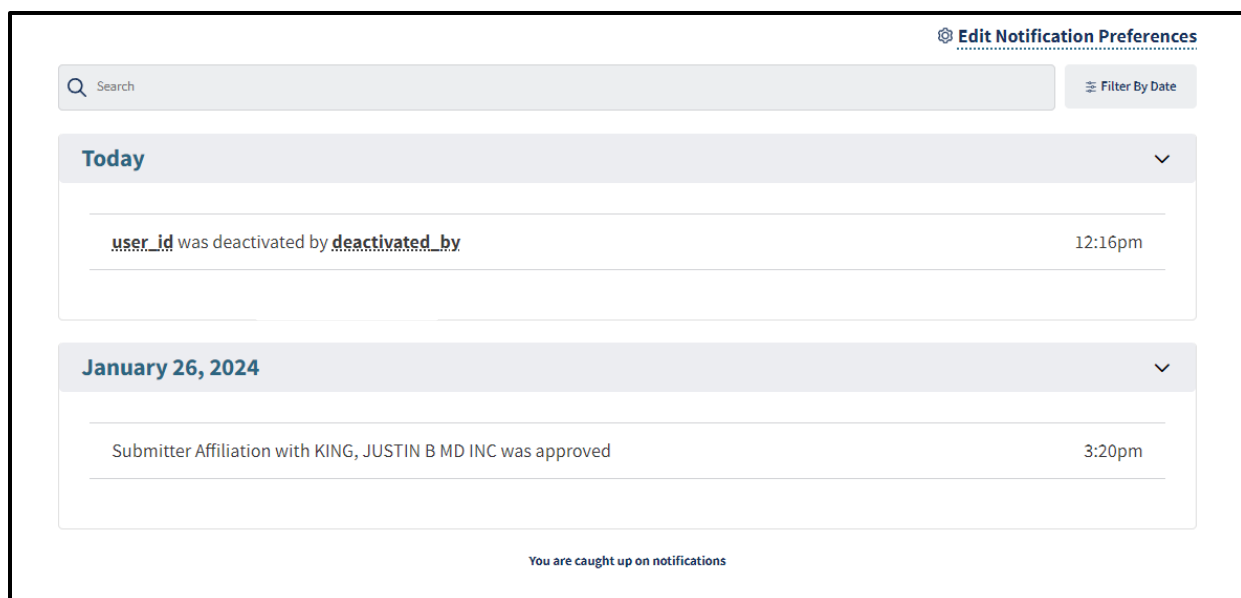 Edit Notification Preferences
Search
Filter By Date
Today
user_id was deactivated by deactivated_by
12:16pm
January 26, 2024
Submitter Affiliation with KING, JUSTIN B MD INC was approved
3:20pm
You are caught up on notifications